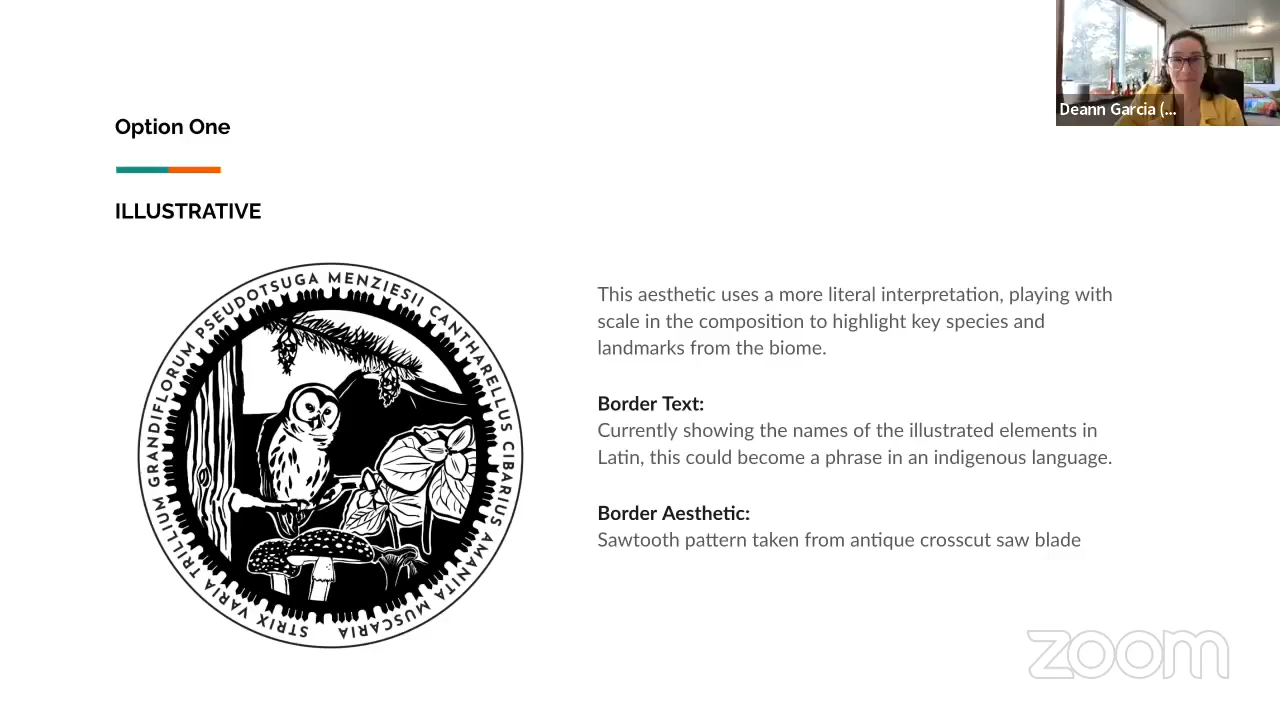 Deann Garcia (...
Option One
ILLUSTRATIVE
STRIX VARIA TRILLIUM GRANDIFLORUM PSEUDOTSUGA MENZIESII CANTHARELLUS CIBARIUS AMANITA MUSCARIA
This aesthetic uses a more literal interpretation, playing with
scale in the composition to highlight key species and
landmarks from the biome.
Border Text:
Currently showing the names of the illustrated elements in
Latin, this could become a phrase in an indigenous language.
Border Aesthetic:
Sawtooth pattern taken from antique crosscut saw blade
zoom